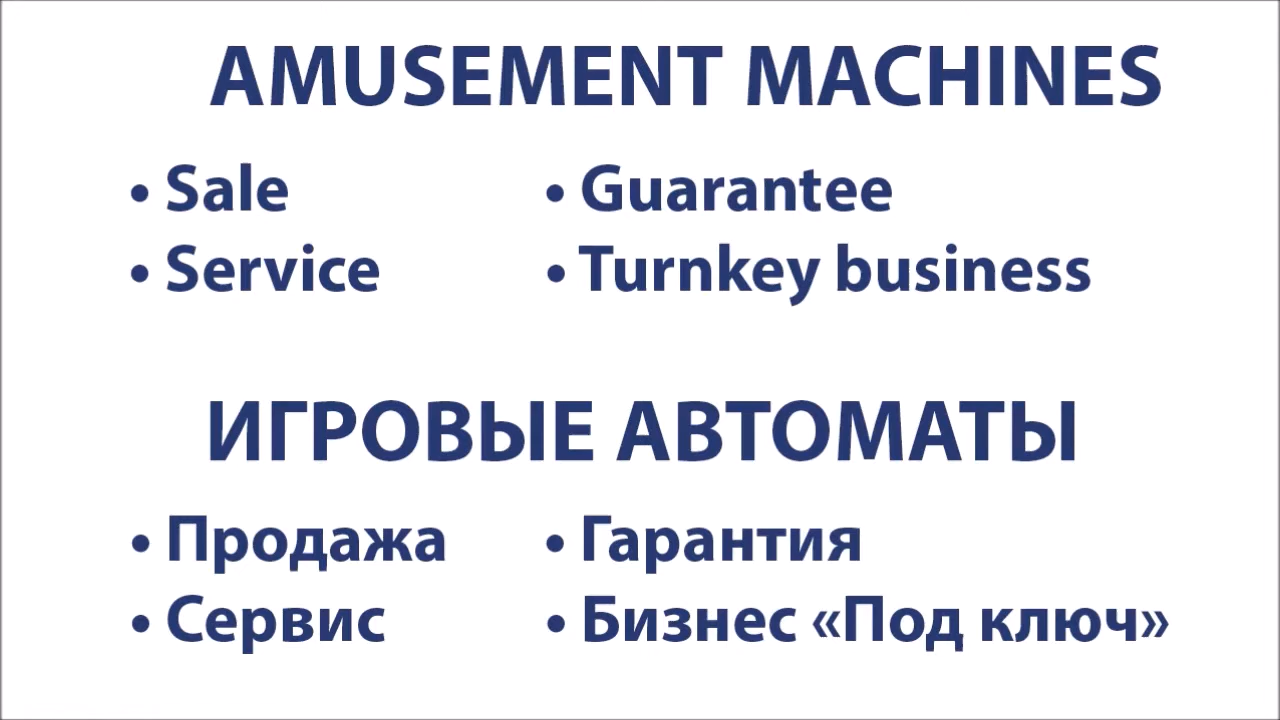 AMUSEMENT MACHINES
• Sale
• Service
• Guarantee
• Turnkey business
ИГРОВЫЕ АВТОМАТЫ
• Продажа
• Сервис
• Гарантия
• Бизнес «Под ключ»